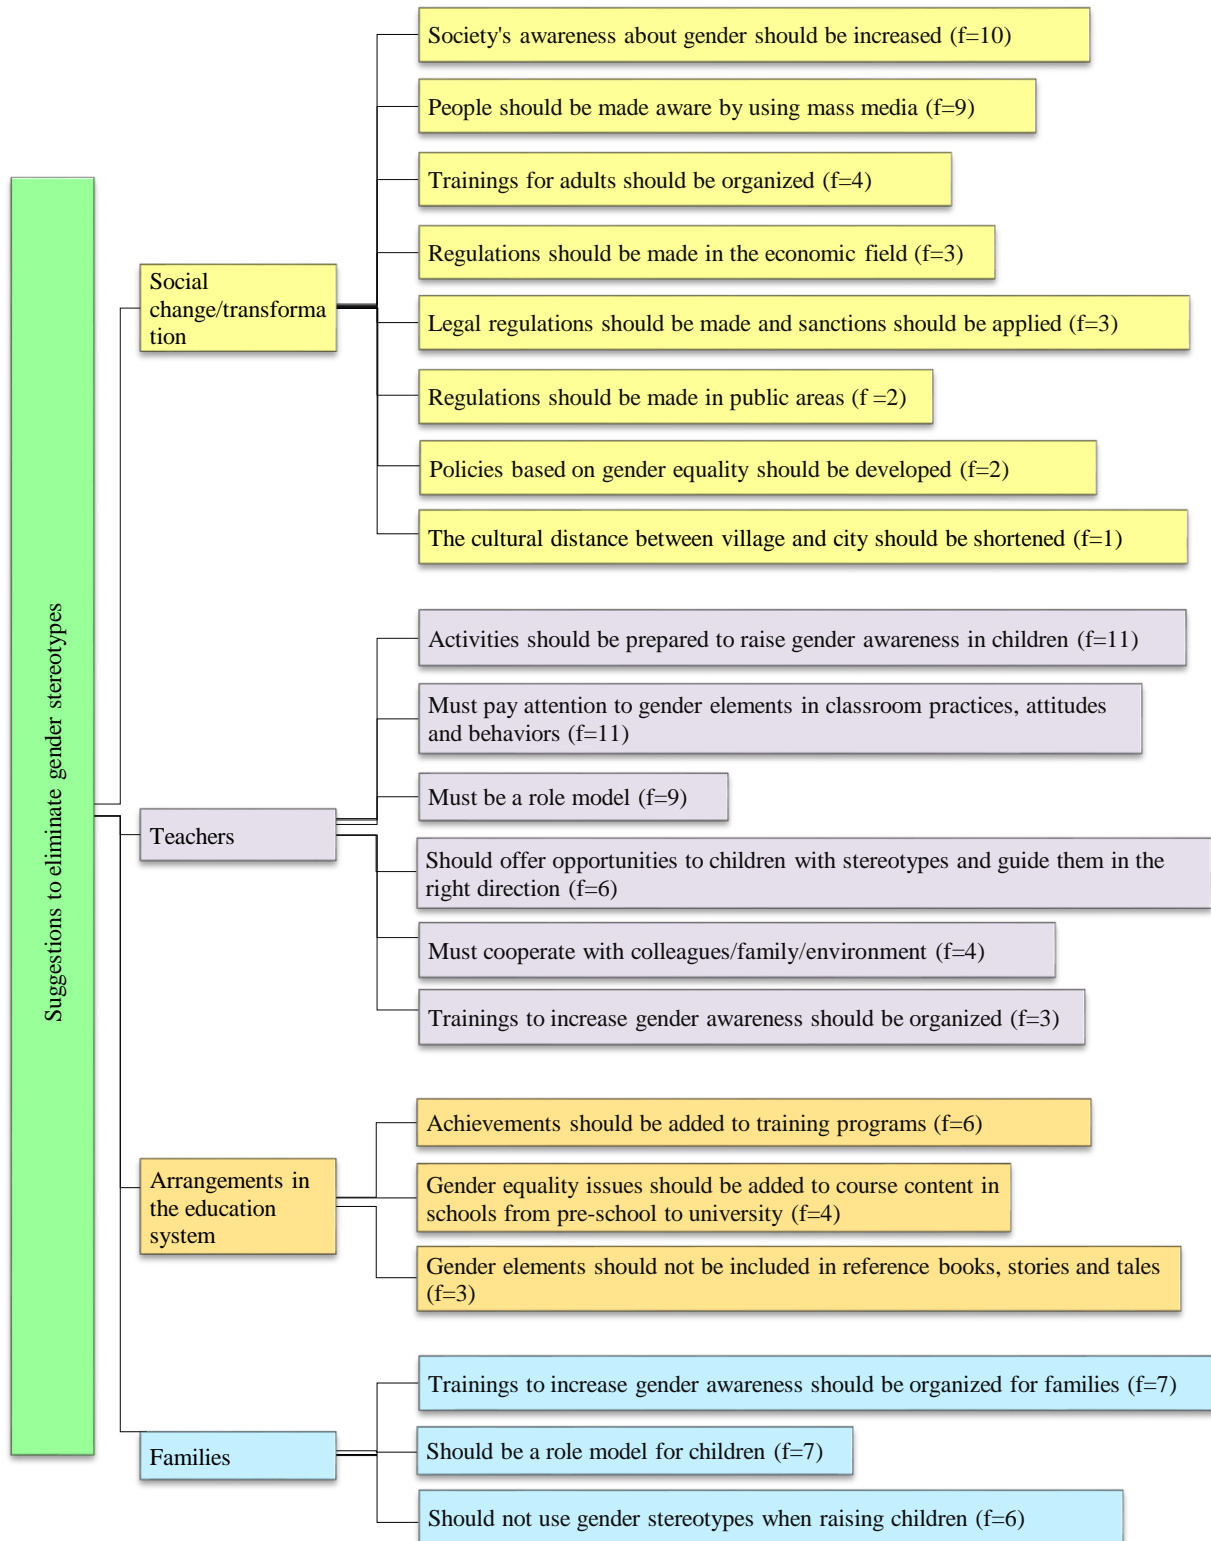 Suggestions to eliminate gender stereotypes
Social
change/transforma
tion
Society's awareness about gender should be increased (f=10)
People should be made aware by using mass media (f=9)
Trainings for adults should be organized (f=4)
Regulations should be made in the economic field (f=3)
Legal regulations should be made and sanctions should be applied (f=3)
Regulations should be made in public areas (f =2)
Policies based on gender equality should be developed (f=2)
The cultural distance between village and city should be shortened (f=1)
Teachers
Activities should be prepared to raise gender awareness in children (f=11)
Must pay attention to gender elements in classroom practices, attitudes
and behaviors (f=11)
Must be a role model (f=9)
Should offer opportunities to children with stereotypes and guide them in the
right direction (f=6)
Must cooperate with colleagues/family/environment (f=4)
Trainings to increase gender awareness should be organized (f=3)
Arrangements in
the education
system
Achievements should be added to training programs (f=6)
Gender equality issues should be added to course content in
schools from pre-school to university (f=4)
Gender elements should not be included in reference books, stories and tales
(f=3)
Families
Trainings to increase gender awareness should be organized for families (f=7)
Should be a role model for children (f=7)
Should not use gender stereotypes when raising children (f=6)